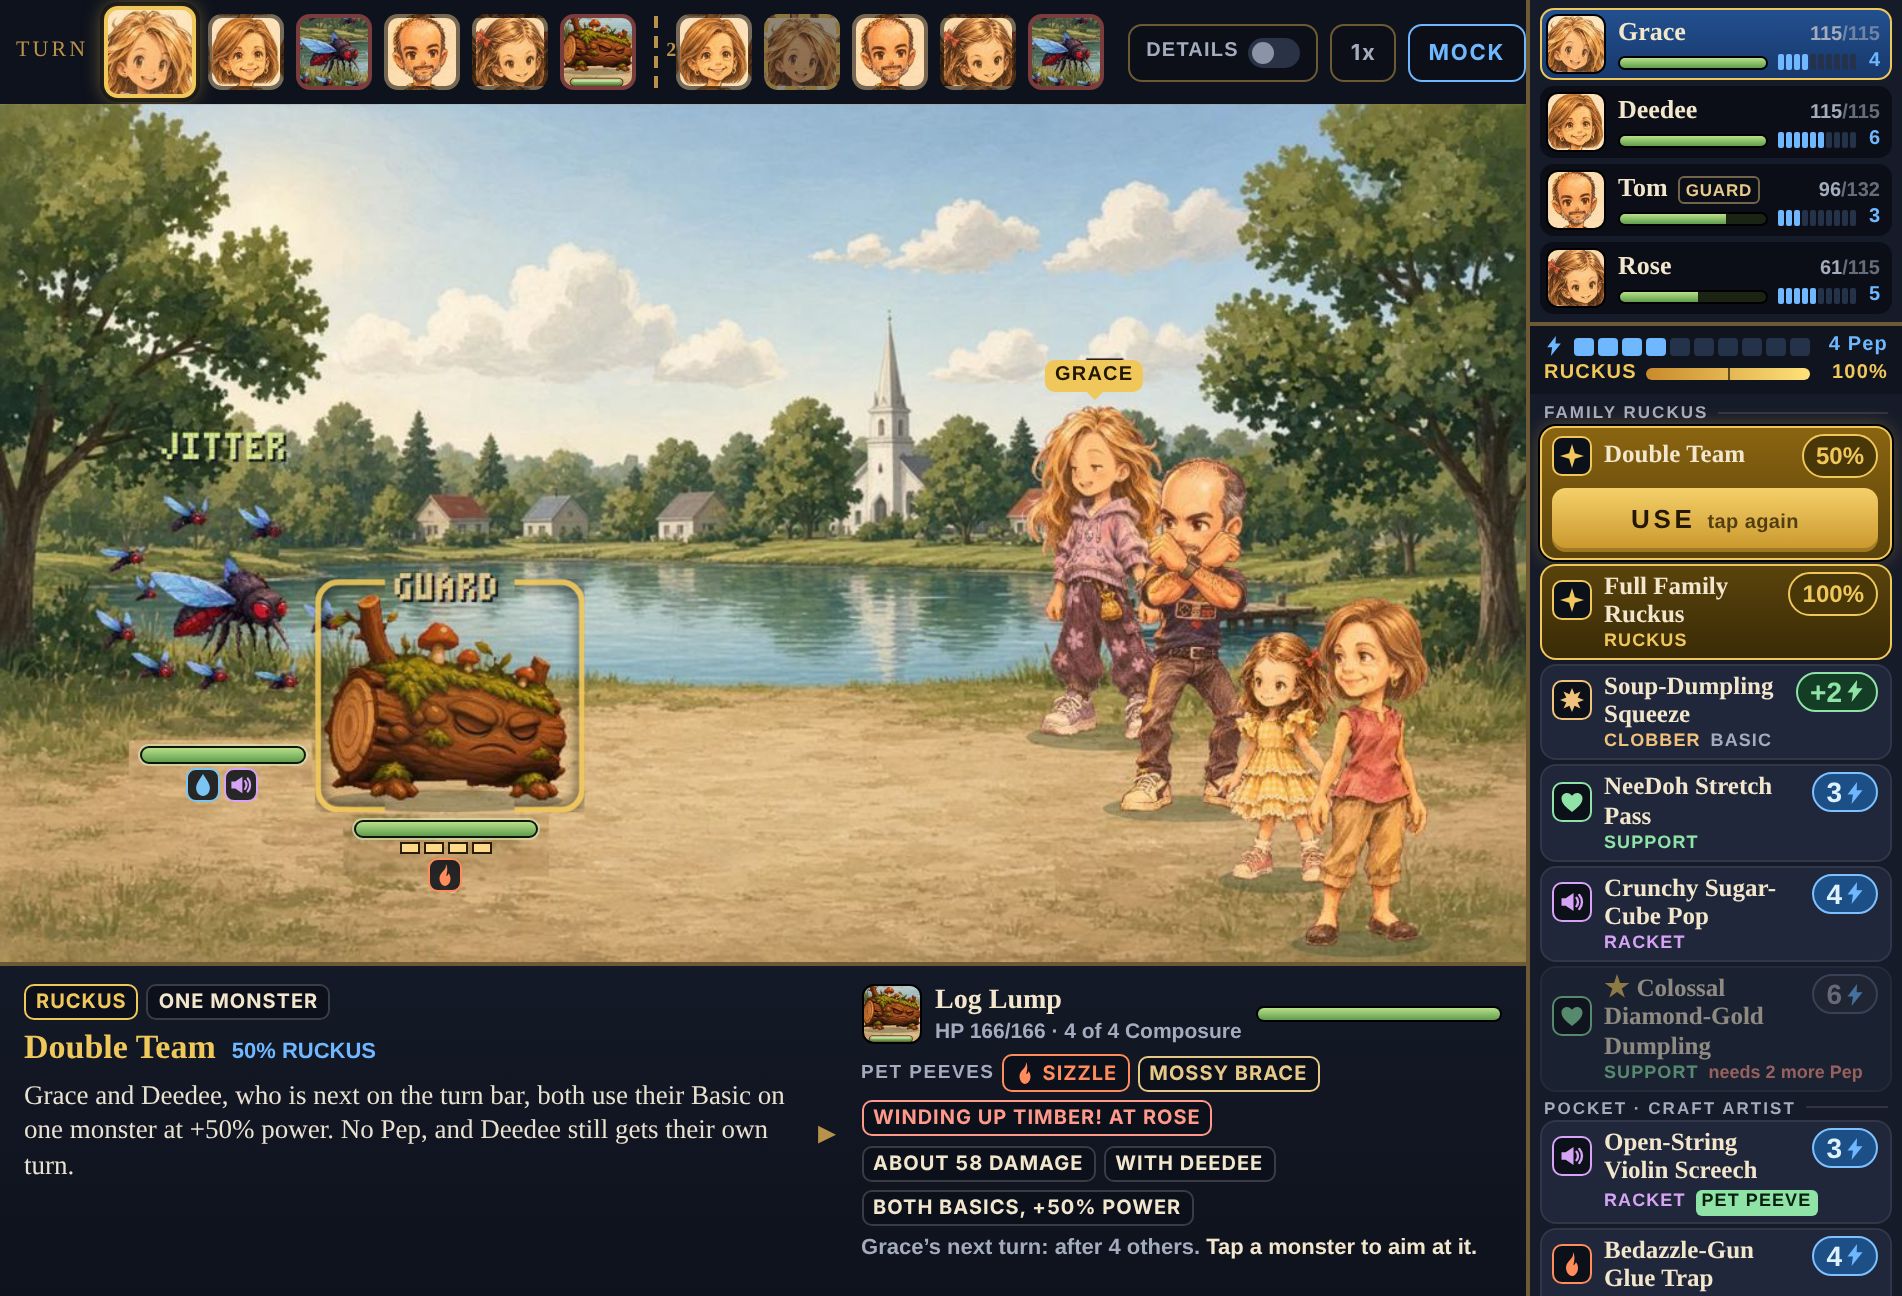 TURN
2
DETAILS
1x
MOCK
Grace
115/115
4
Deedee
115/115
6
Tom GUARD
96/132
3
Rose
61/115
5
4 Pep
RUCKUS
100%
FAMILY RUCKUS
Double Team
50%
USE tap again
Full Family
Ruckus
100%
RUCKUS
Soup-Dumpling
Squeeze
+2
CLOBBER BASIC
NeeDoh Stretch
Pass
3
SUPPORT
Crunchy Sugar-
Cube Pop
4
RACKET
★ Colossal
Diamond-Gold
Dumpling
6
SUPPORT needs 2 more Pep
POCKET · CRAFT ARTIST
Open-String
Violin Screech
3
RACKET PET PEEVE
Bedazzle-Gun
Glue Trap
4
GRACE
JITTER
GUARD
RUCKUS ONE MONSTER
Double Team 50% RUCKUS
Grace and Deedee, who is next on the turn bar, both use their Basic on
one monster at +50% power. No Pep, and Deedee still gets their own
turn.
Log Lump
HP 166/166 · 4 of 4 Composure
PET PEEVES SIZZLE MOSSY BRACE
WINDING UP TIMBER! AT ROSE
ABOUT 58 DAMAGE WITH DEEDEE
BOTH BASICS, +50% POWER
Grace’s next turn: after 4 others. Tap a monster to aim at it.